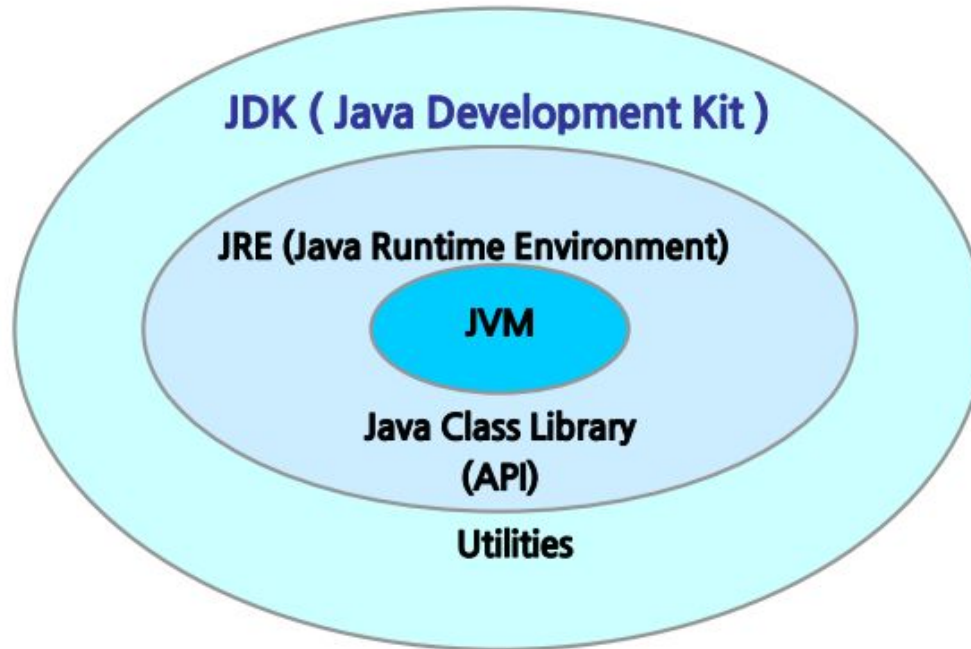 JDK ( Java Development Kit )
JRE (Java Runtime Environment)
JVM
Java Class Library
(API)
Utilities